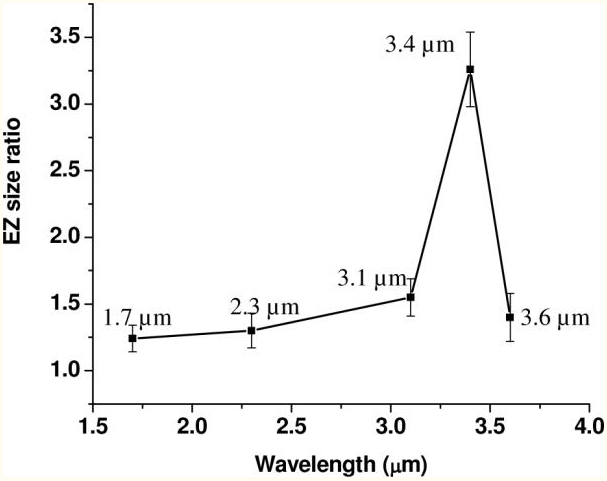 3.5
3.4 µm
3.0
2.5
EZ size ratio
2.0
3.1 µm
1.5
1.7 µm
2.3 µm
3.6 µm
1.0
1.5
2.0
2.5
3.0
3.5
4.0
Wavelength (µm)